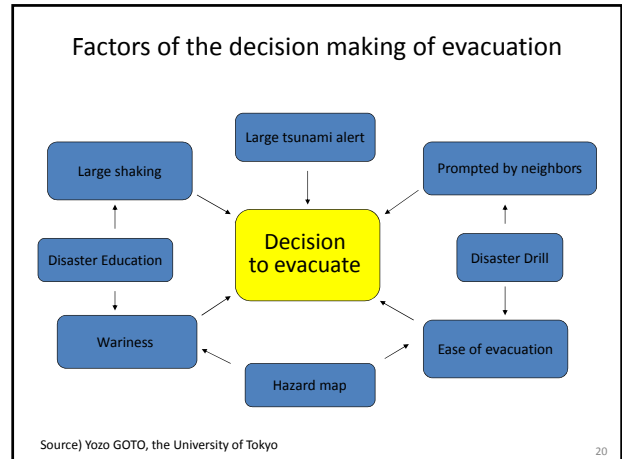 Factors of the decision making of evacuation
Large tsunami alert
Large shaking
Prompted by neighbors
Decision
to evacuate
Disaster Education
Disaster Drill
Wariness
Ease of evacuation
Hazard map
Source) Yozo GOTO, the University of Tokyo
20